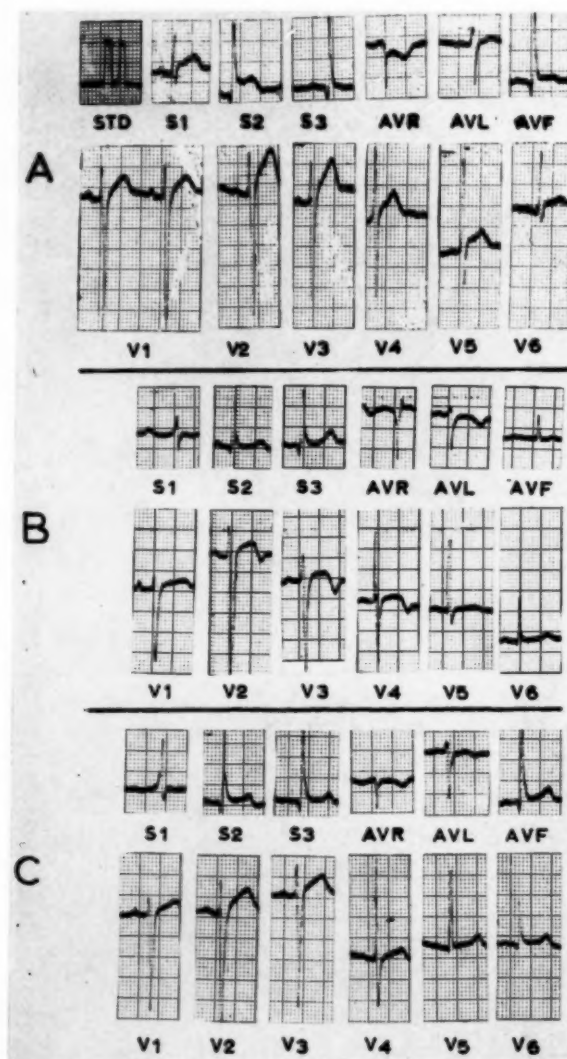 STD S1 S2 S3 AVR AVL AVF
A
V1 V2 V3 V4 V5 V6
S1 S2 S3 AVR AVL AVF
B
V1 V2 V3 V4 V5 V6
S1 S2 S3 AVR AVL AVF
C
V1 V2 V3 V4 V5 V6